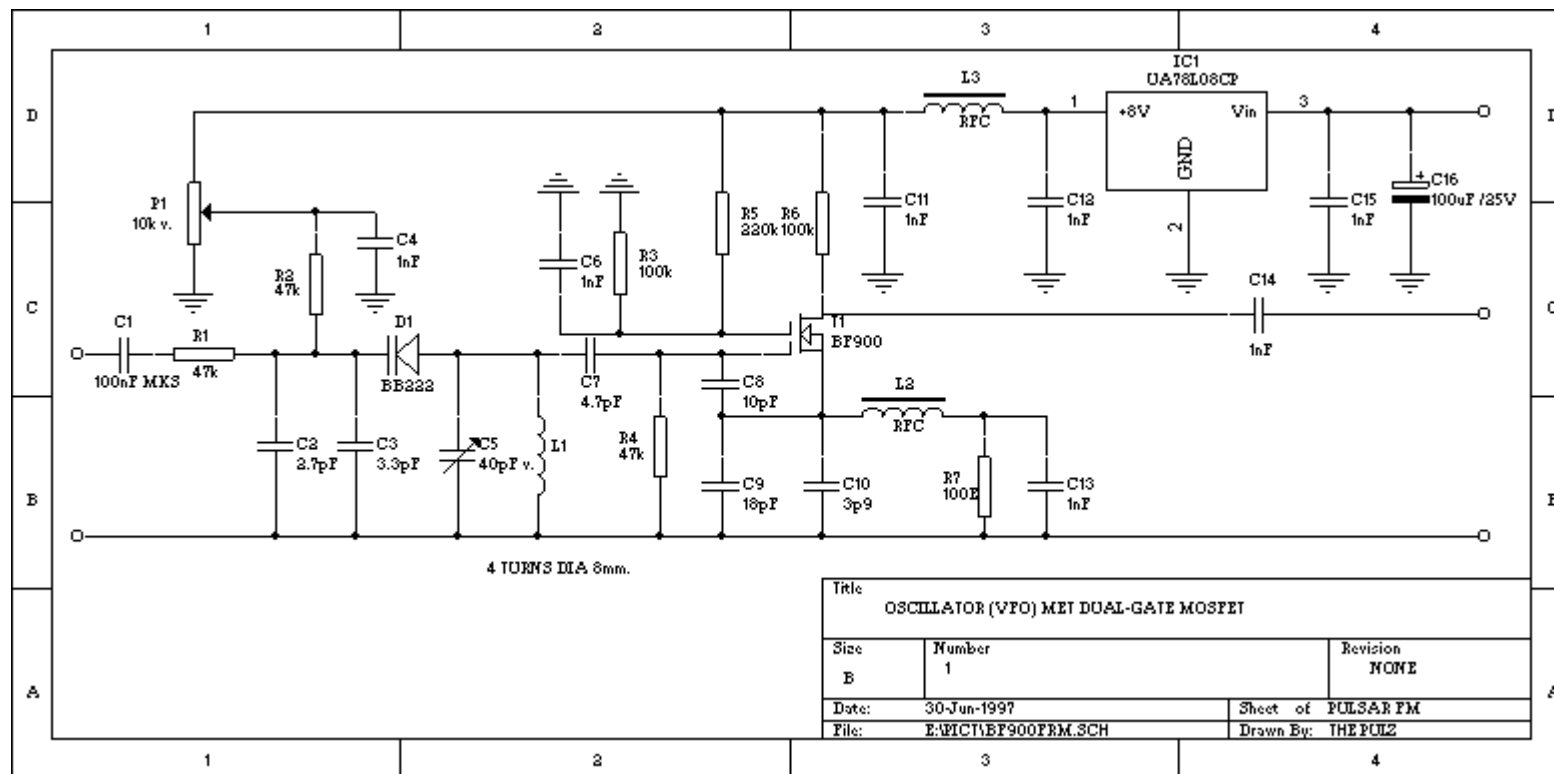 1 2 3 4
D
C
B
A
IC1
UA78L08CP
L3
RFC
1
+8V
Vin
3
GND
2
P1
10k v.
C4
1nF
R2
47k
C6
1nF
R3
100k
R5
220k
R6
100k
C11
1nF
C12
1nF
C15
1nF
+
C16
100uF /25V
C1
100nF MKS
R1
47k
D1
BB222
C7
4.7pF
T1
BF900
C14
1nF
C2
2.7pF
C3
3.3pF
C5
40pF v.
L1
R4
47k
C8
10pF
C9
18pF
C10
3p9
L2
RFC
R7
100E
C13
1nF
4 TURNS DIA 8mm.
Title
OSCILLATOR (VFO) MET DUAL-GATE MOSFET
Size
B
Number
1
Revision
NONE
Date: 30-Jun-1997 Sheet of PULSAR FM
File: E:\PICT\BF900FRM.SCH Drawn By: THE PULZ
1 2 3 4